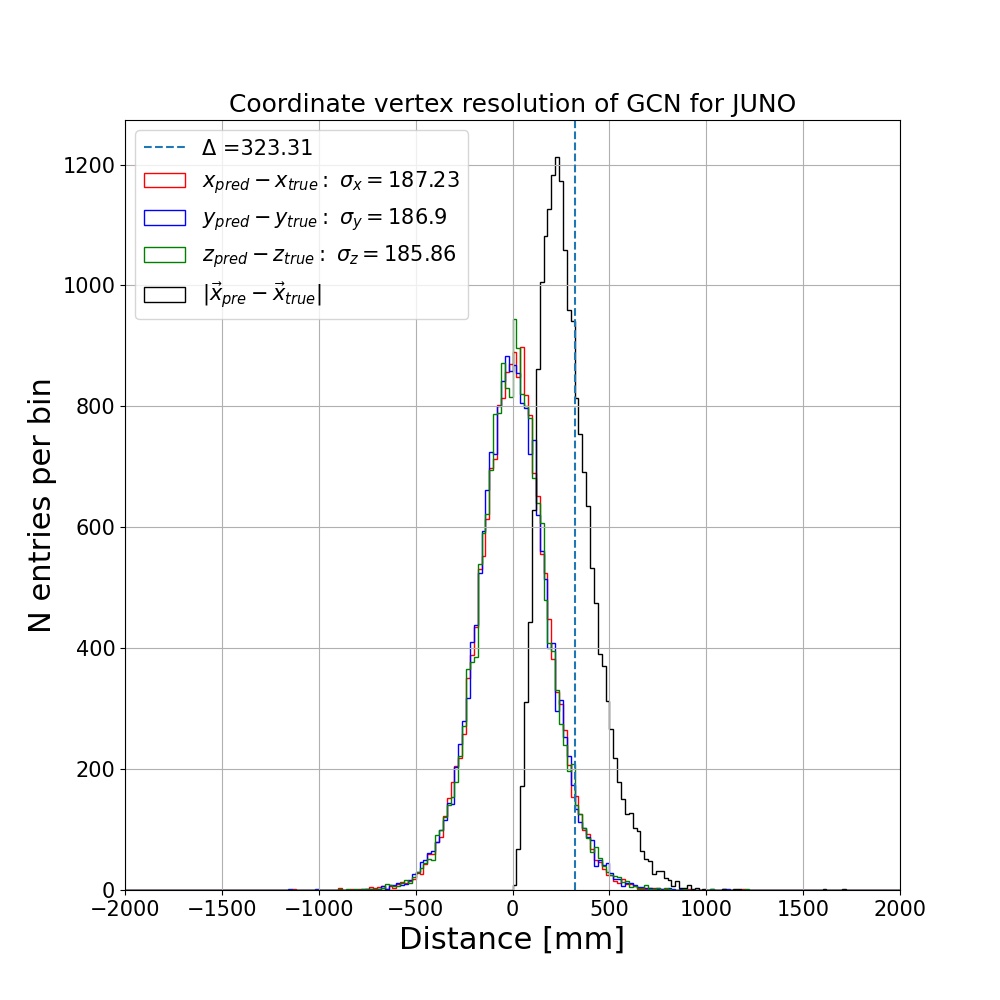 Coordinate vertex resolution of GCN for JUNO
Δ =323.31
x_pred − x_true : σ_x = 187.23
y_pred − y_true : σ_y = 186.9
z_pred − z_true : σ_z = 185.86
|x⃗_pre − x⃗_true|
1200
1000
800
600
400
200
0
N entries per bin
−2000 −1500 −1000 −500 0 500 1000 1500 2000
Distance [mm]